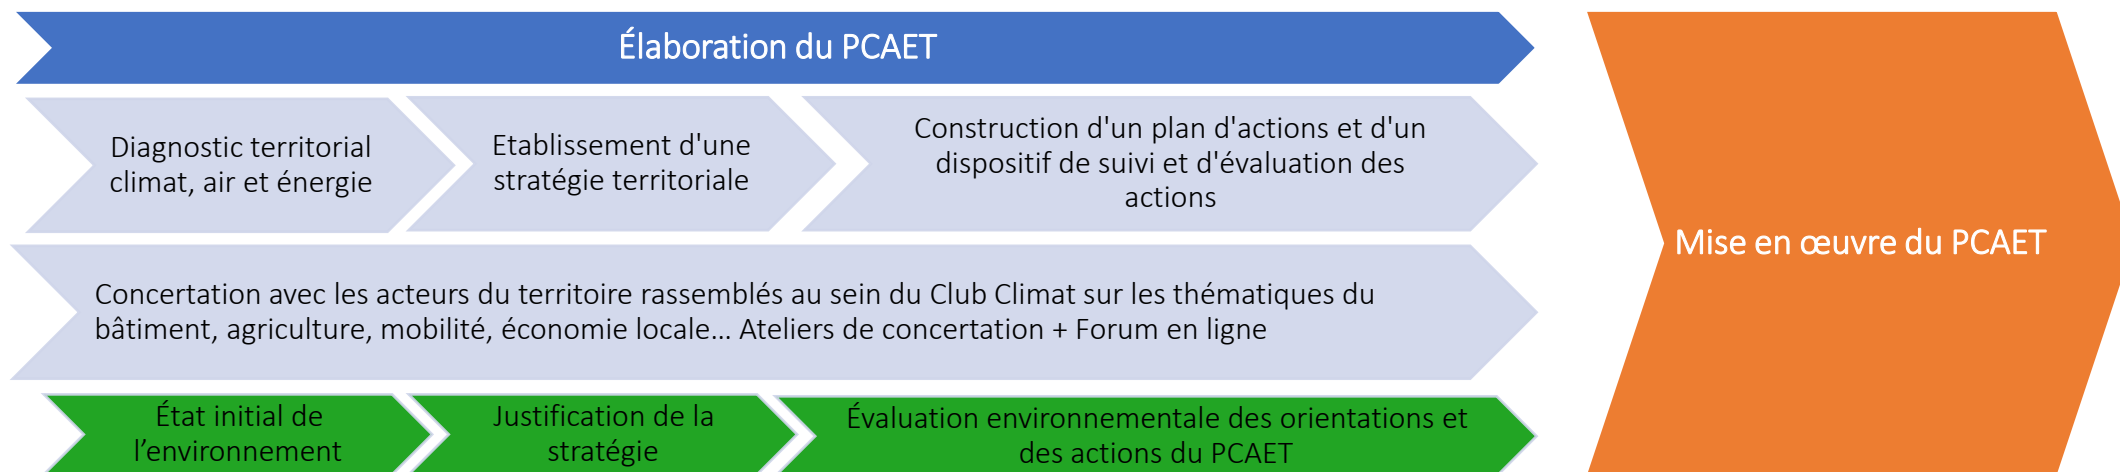 Élaboration du PCAET
Diagnostic territorial
climat, air et énergie
Etablissement d'une
stratégie territoriale
Construction d'un plan d'actions et d'un
dispositif de suivi et d'évaluation des
actions
Concertation avec les acteurs du territoire rassemblés au sein du Club Climat sur les thématiques du
bâtiment, agriculture, mobilité, économie locale... Ateliers de concertation + Forum en ligne
État initial de
l’environnement
Justification de la
stratégie
Évaluation environnementale des orientations et
des actions du PCAET
Mise en œuvre du PCAET